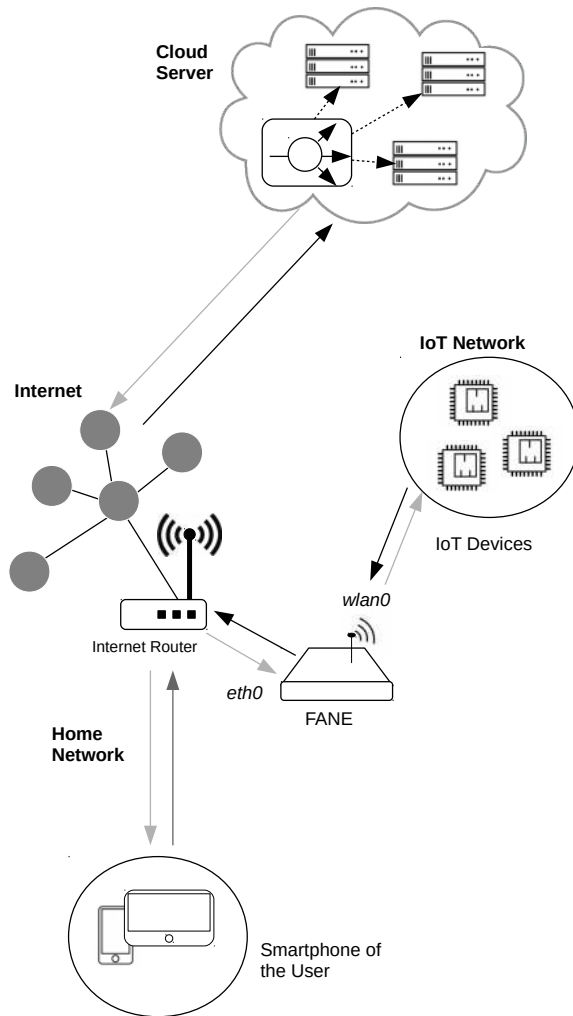 Cloud
Server
IoT Network
Internet
IoT Devices
wlan0
Internet Router
eth0
FANE
Home
Network
Smartphone of
the User